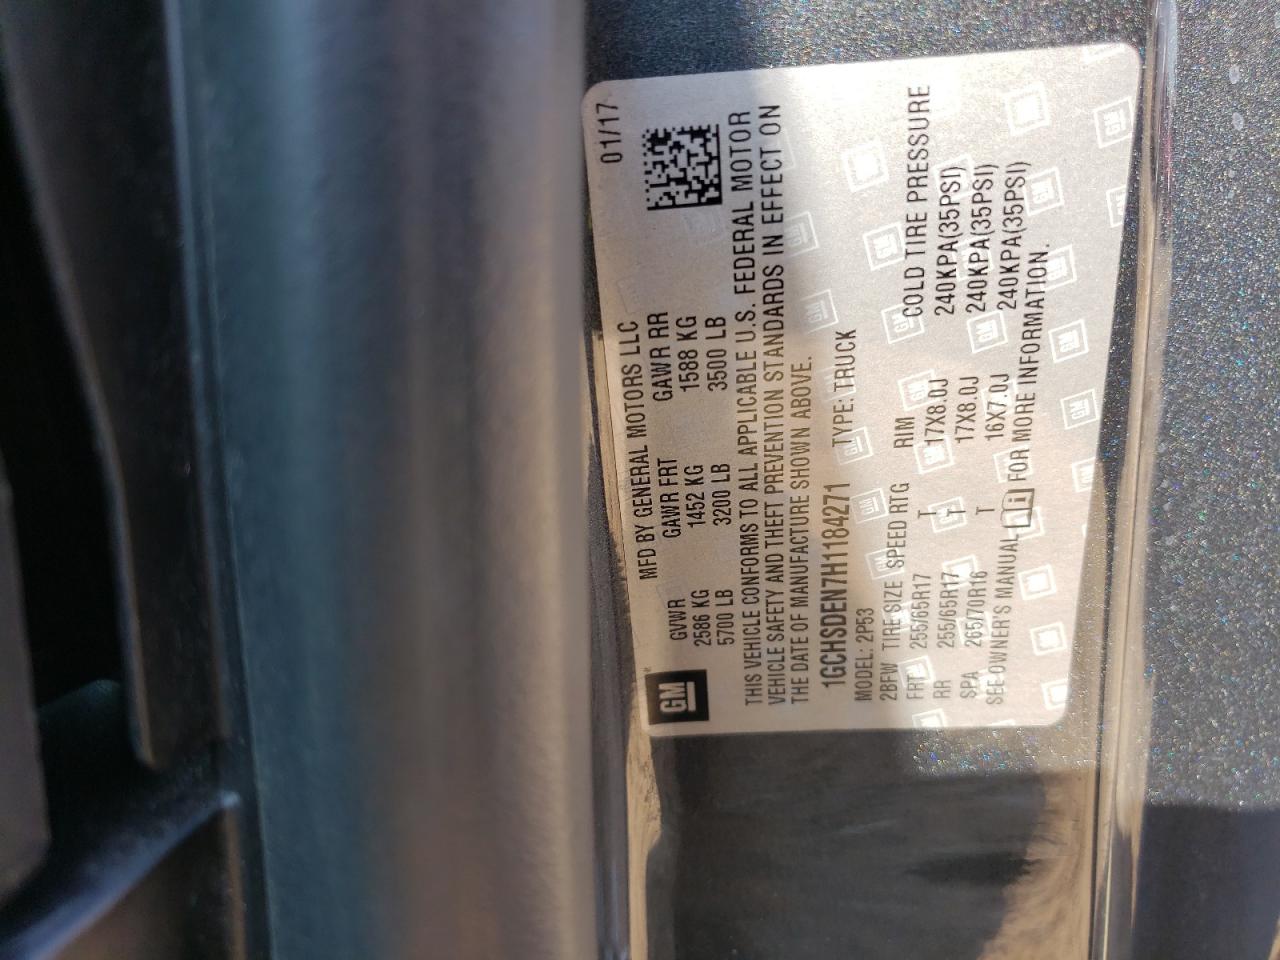 MFD BY GENERAL MOTORS LLC 01/17
GM
GVWR GAWR FRT GAWR RR
2586 KG 1452 KG 1588 KG
5700 LB 3200 LB 3500 LB
THIS VEHICLE CONFORMS TO ALL APPLICABLE U.S. FEDERAL MOTOR
VEHICLE SAFETY AND THEFT PREVENTION STANDARDS IN EFFECT ON
THE DATE OF MANUFACTURE SHOWN ABOVE.
1GCHSDEN7H1184271 TYPE: TRUCK
MODEL: 2P53
2BFW TIRE SIZE SPEED RTG RIM COLD TIRE PRESSURE
FRT 255/65R17 T 17X8.0J 240KPA(35PSI)
RR 255/65R17 T 17X8.0J 240KPA(35PSI)
SPA 265/70R16 T 16X7.0J 240KPA(35PSI)
SEE OWNER'S MANUAL i FOR MORE INFORMATION.